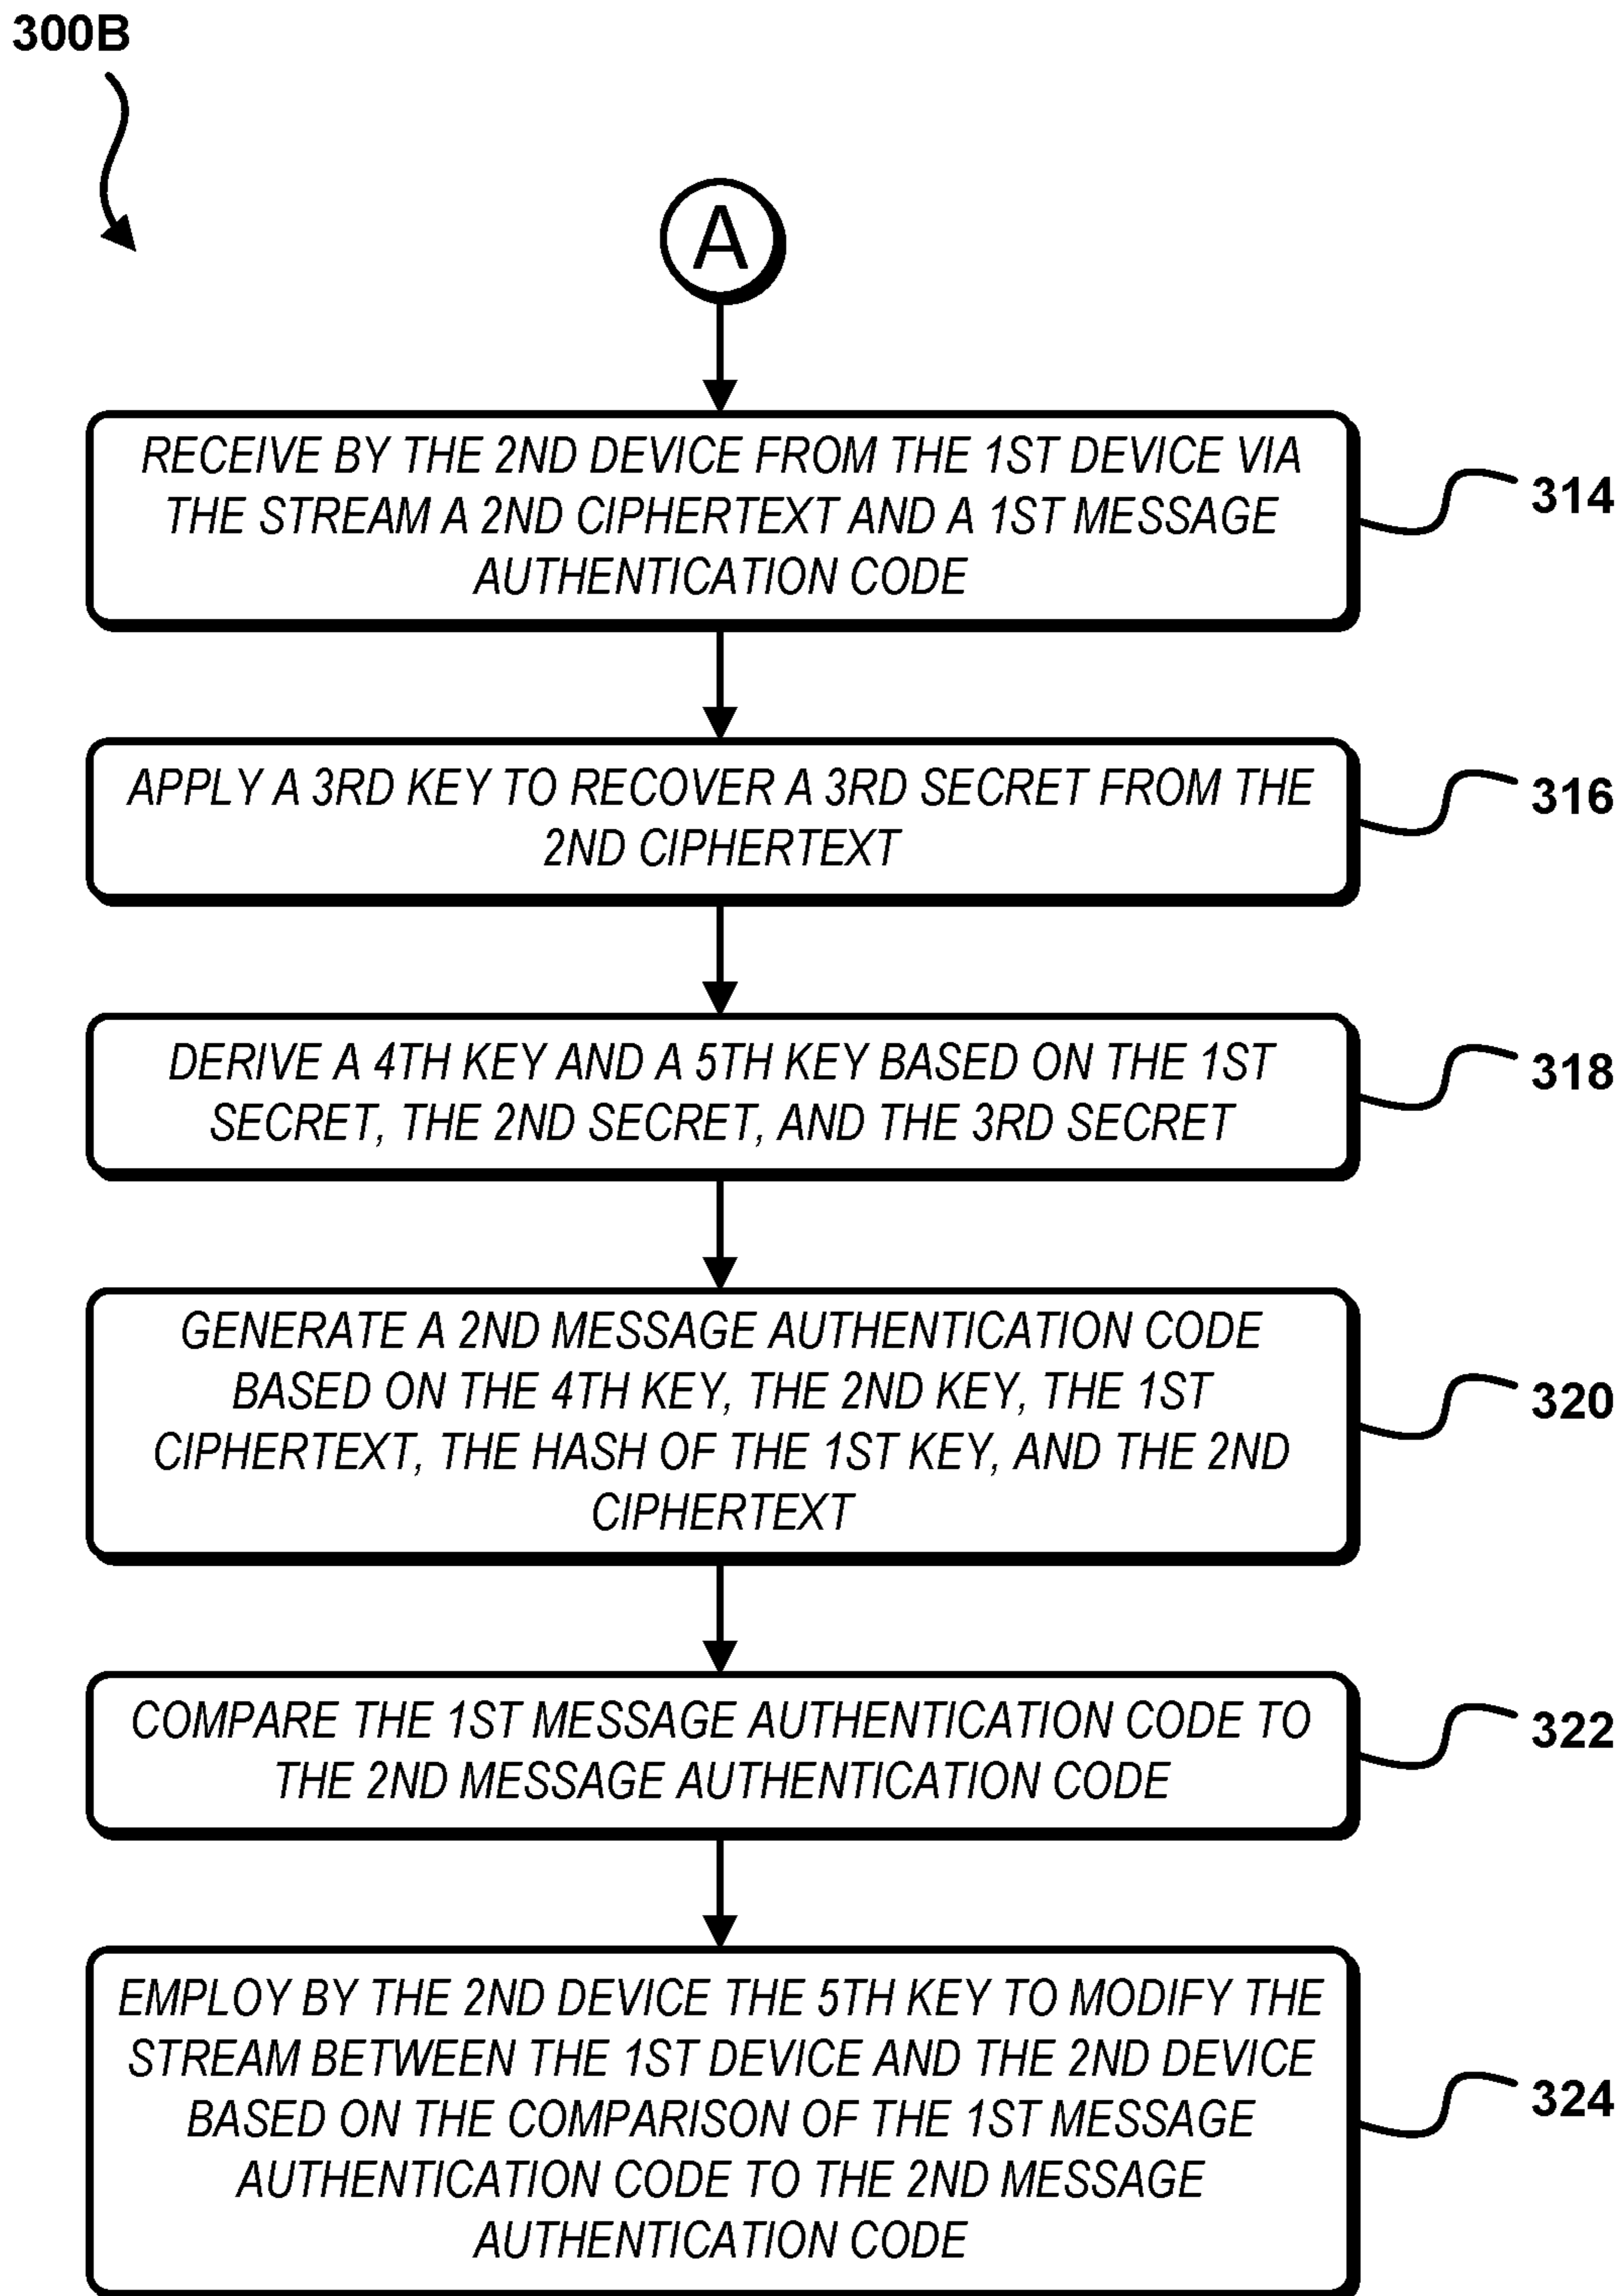 300B
A
RECEIVE BY THE 2ND DEVICE FROM THE 1ST DEVICE VIA
THE STREAM A 2ND CIPHERTEXT AND A 1ST MESSAGE
AUTHENTICATION CODE
314
APPLY A 3RD KEY TO RECOVER A 3RD SECRET FROM THE
2ND CIPHERTEXT
316
DERIVE A 4TH KEY AND A 5TH KEY BASED ON THE 1ST
SECRET, THE 2ND SECRET, AND THE 3RD SECRET
318
GENERATE A 2ND MESSAGE AUTHENTICATION CODE
BASED ON THE 4TH KEY, THE 2ND KEY, THE 1ST
CIPHERTEXT, THE HASH OF THE 1ST KEY, AND THE 2ND
CIPHERTEXT
320
COMPARE THE 1ST MESSAGE AUTHENTICATION CODE TO
THE 2ND MESSAGE AUTHENTICATION CODE
322
EMPLOY BY THE 2ND DEVICE THE 5TH KEY TO MODIFY THE
STREAM BETWEEN THE 1ST DEVICE AND THE 2ND DEVICE
BASED ON THE COMPARISON OF THE 1ST MESSAGE
AUTHENTICATION CODE TO THE 2ND MESSAGE
AUTHENTICATION CODE
324